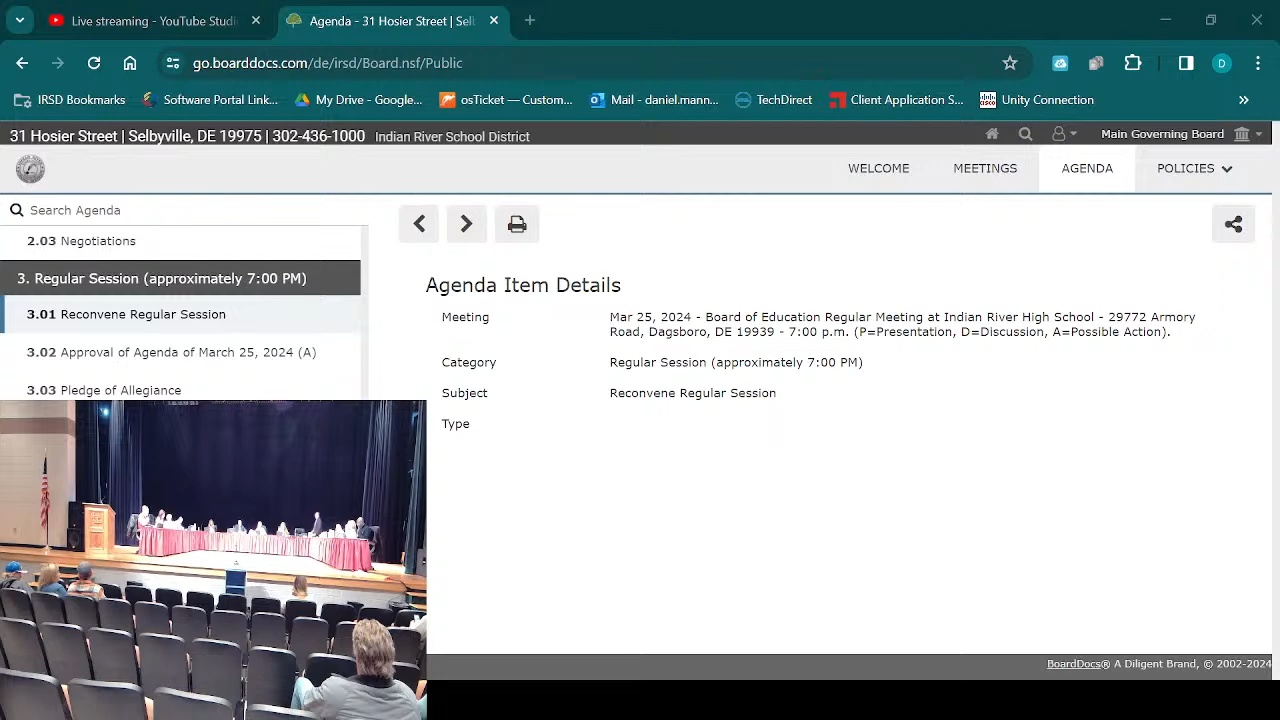 Live streaming - YouTube Studi
Agenda - 31 Hosier Street | Sel
go.boarddocs.com/de/irsd/Board.nsf/Public
D
IRSD Bookmarks
Software Portal Link...
My Drive - Google...
osTicket — Custom...
Mail - daniel.mann...
TechDirect
Client Application S...
Unity Connection
31 Hosier Street | Selbyville, DE 19975 | 302-436-1000 Indian River School District
Main Governing Board
WELCOME
MEETINGS
AGENDA
POLICIES
Search Agenda
2.03 Negotiations
3. Regular Session (approximately 7:00 PM)
3.01 Reconvene Regular Session
3.02 Approval of Agenda of March 25, 2024 (A)
3.03 Pledge of Allegiance
Agenda Item Details
Meeting
Mar 25, 2024 - Board of Education Regular Meeting at Indian River High School - 29772 Armory
Road, Dagsboro, DE 19939 - 7:00 p.m. (P=Presentation, D=Discussion, A=Possible Action).
Category
Regular Session (approximately 7:00 PM)
Subject
Reconvene Regular Session
Type
BoardDocs® A Diligent Brand, © 2002-2024